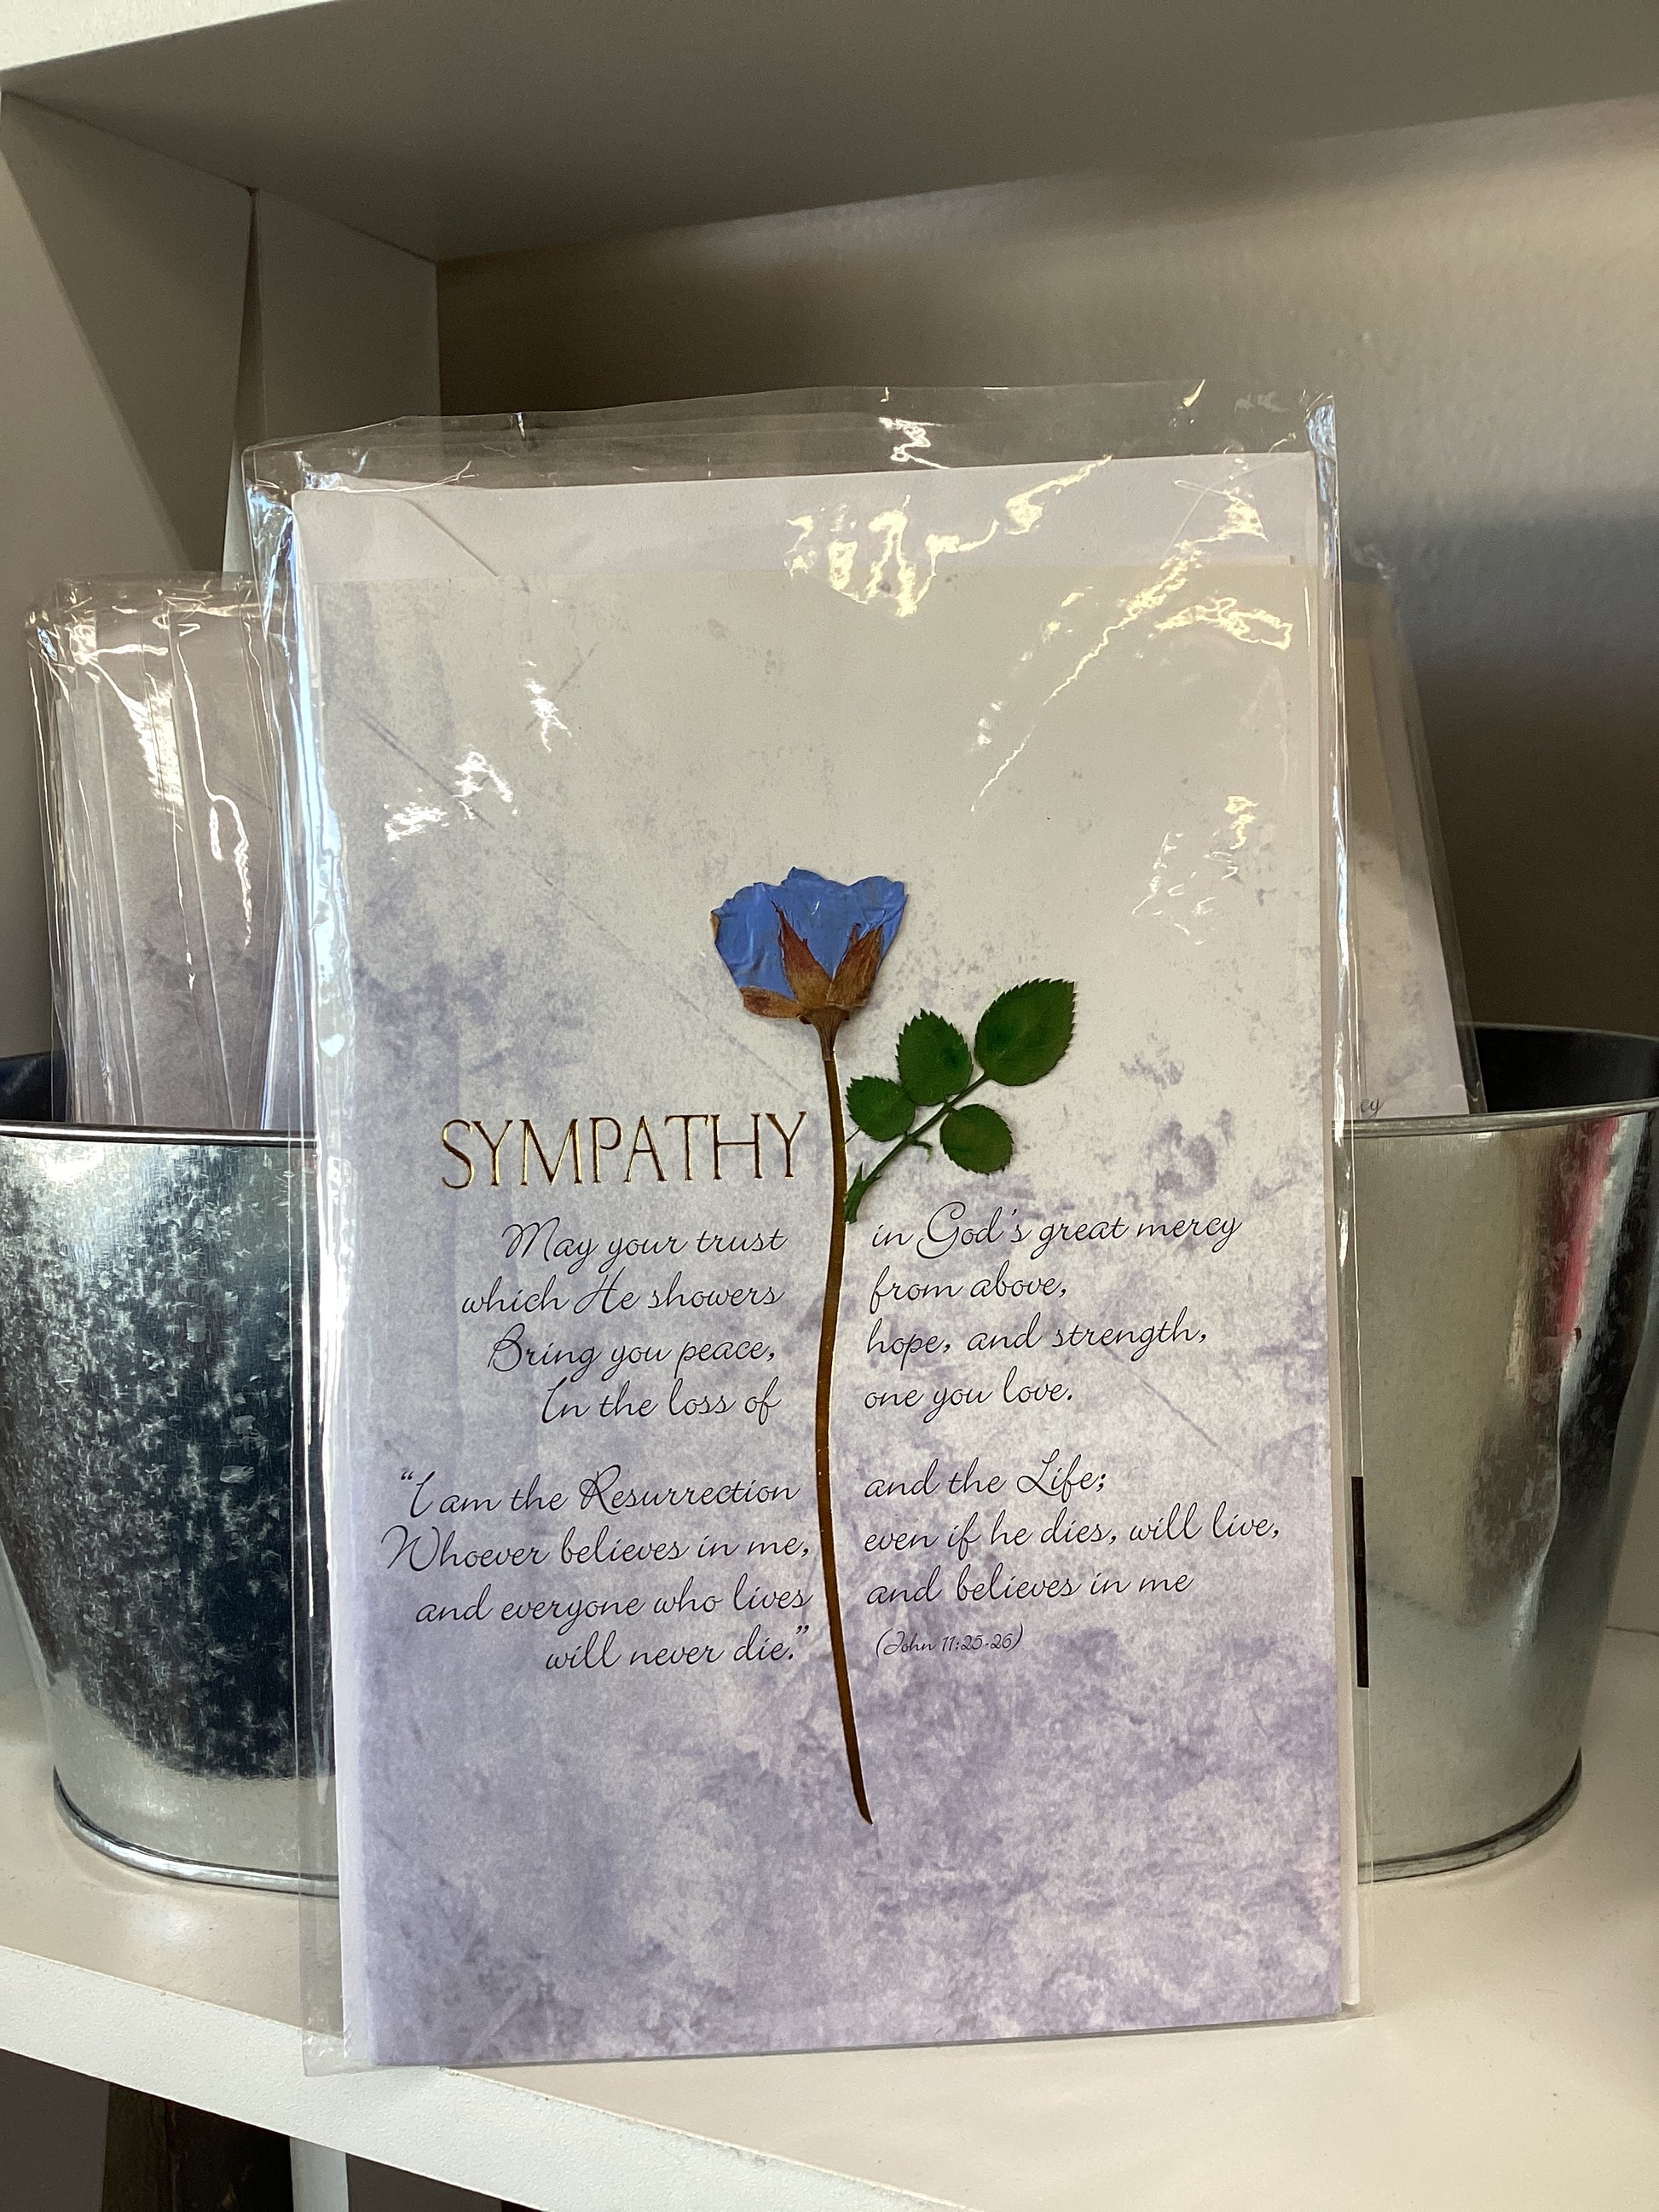 SYMPATHY
May your trust in God's great mercy
which He showers from above,
Bring you peace, hope, and strength,
In the loss of one you love.
“I am the Resurrection and the Life;
Whoever believes in me, even if he dies, will live,
and everyone who lives and believes in me
will never die.” (John 11:25-26)
cy